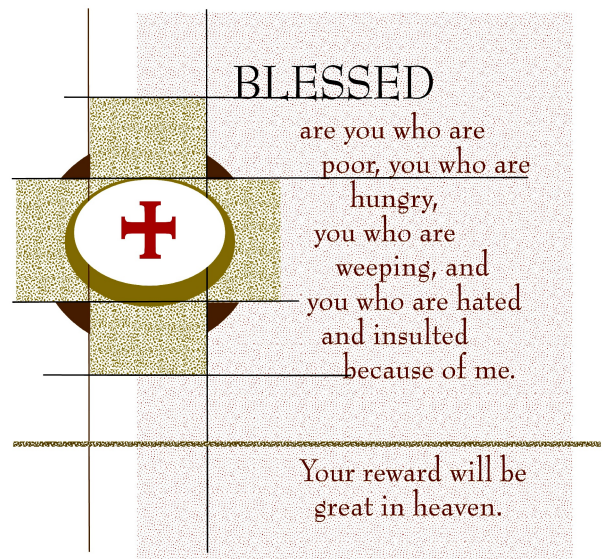 BLESSED
are you who are
poor, you who are
hungry,
you who are
weeping, and
you who are hated
and insulted
because of me.
Your reward will be
great in heaven.